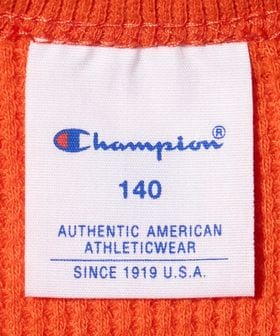 Champion®
140
AUTHENTIC AMERICAN
ATHLETICWEAR
SINCE 1919 U.S.A.